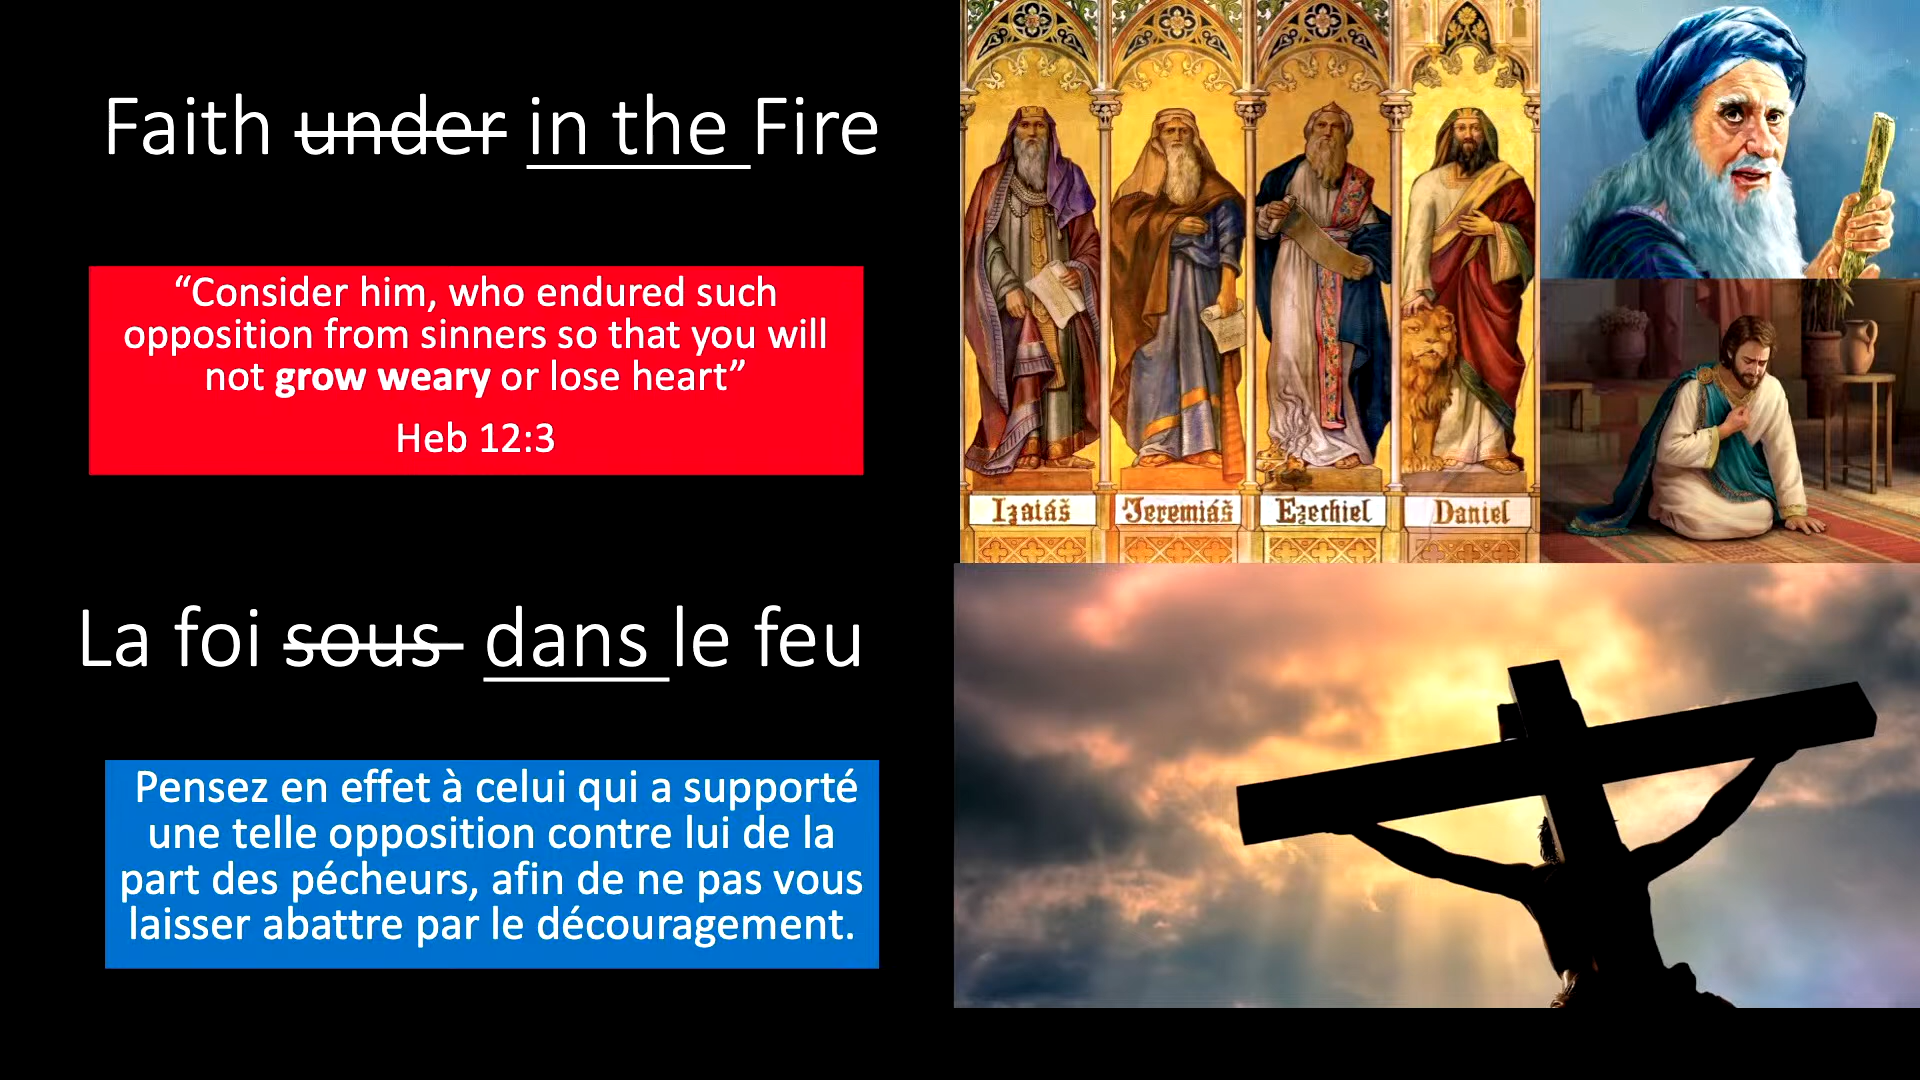 Faith under in the Fire
“Consider him, who endured such
opposition from sinners so that you will
not grow weary or lose heart”
Heb 12:3
La foi sous dans le feu
Pensez en effet à celui qui a supporté
une telle opposition contre lui de la
part des pécheurs, afin de ne pas vous
laisser abattre par le découragement.
Izaiáš
Jeremiáš
Ezechiel
Daniel